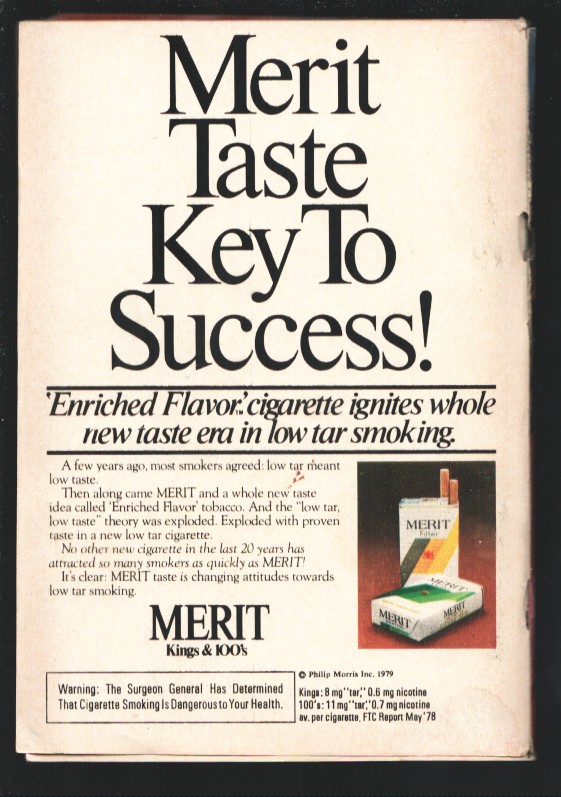 Merit
Taste
Key To
Success!
'Enriched Flavor,'™ cigarette ignites whole
new taste era in low tar smoking.
A few years ago, most smokers agreed: low tar meant
low taste.
Then along came MERIT and a whole new taste
idea called 'Enriched Flavor' tobacco. And the "low tar,
low taste" theory was exploded. Exploded with proven
taste in a new low tar cigarette.
No other new cigarette in the last 20 years has
attracted so many smokers as quickly as MERIT!
It's clear: MERIT taste is changing attitudes towards
low tar smoking.
MERIT
Kings & 100's
MERIT
Filter
MERIT
MERIT
MERIT
Warning: The Surgeon General Has Determined
That Cigarette Smoking Is Dangerous to Your Health.
© Philip Morris Inc. 1979
Kings: 8 mg "tar," 0.6 mg nicotine
100's: 11 mg "tar," 0.7 mg nicotine
av. per cigarette, FTC Report May '78